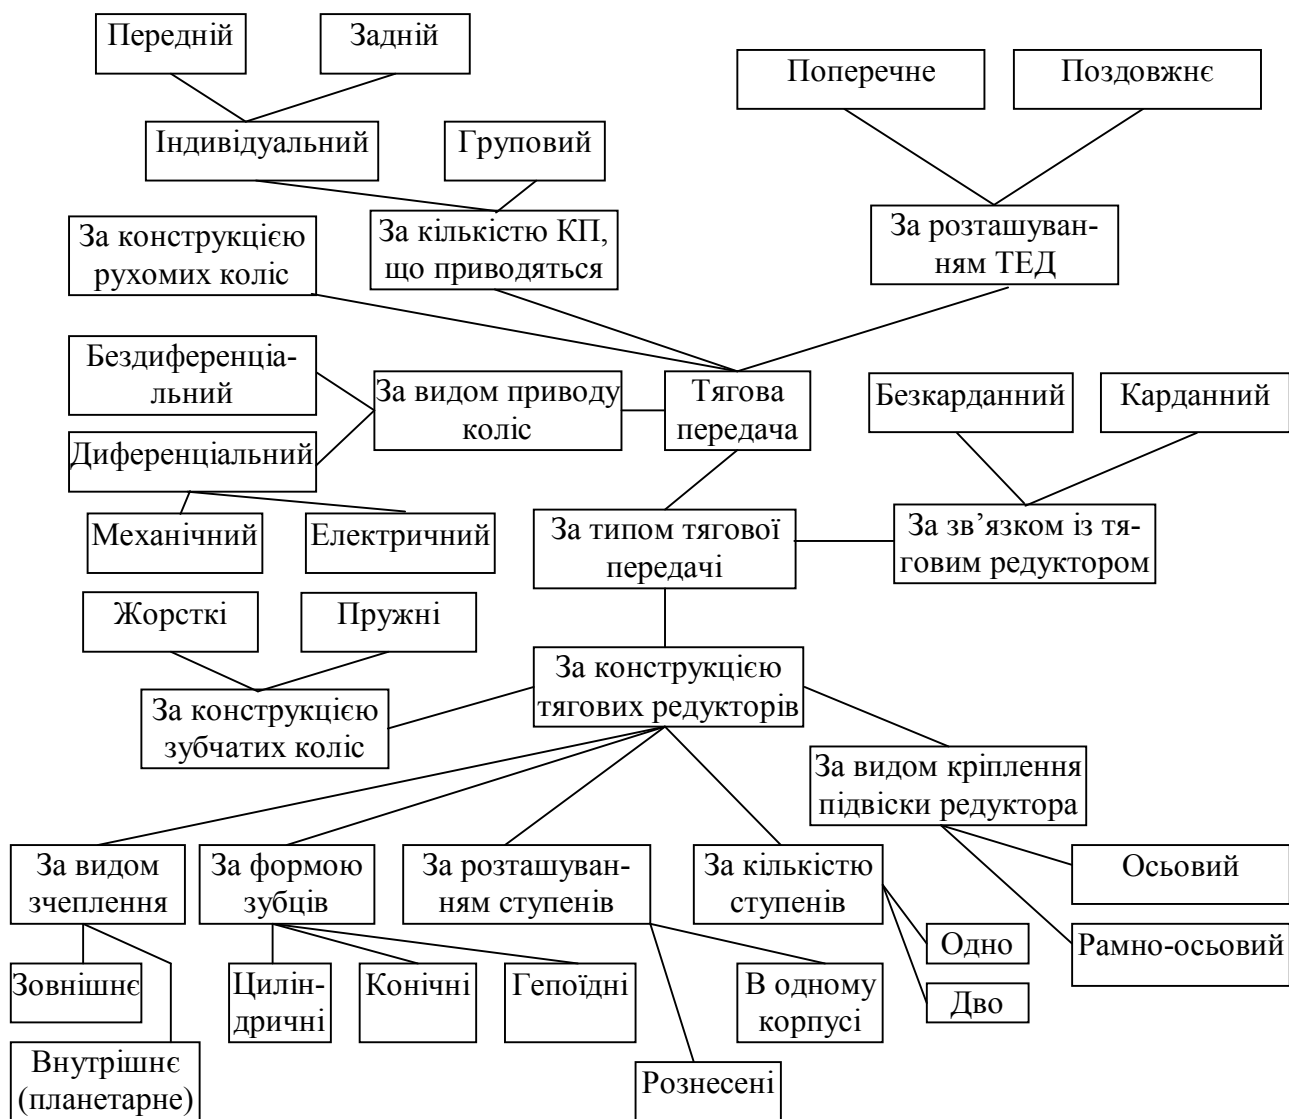 Передній
Задній
Поперечне
Поздовжнє
Індивідуальний
Груповий
За конструкцією
рухомих коліс
За кількістю КП,
що приводяться
За розташуван-
ням ТЕД
Бездиференціа-
льний
За видом приводу
коліс
Тягова
передача
Безкарданний
Карданний
Диференціальний
Механічний
Електричний
За типом тягової
передачі
За зв’язком із тя-
говим редуктором
Жорсткі
Пружні
За конструкцією
тягових редукторів
За конструкцією
зубчатих коліс
За видом кріплення
підвіски редуктора
За видом
зчеплення
За формою
зубців
За розташуван-
ням ступенів
За кількістю
ступенів
Осьовий
Одно
Рамно-осьовий
Зовнішнє
Цилін-
дричні
Конічні
Гепоїдні
В одному
корпусі
Дво
Внутрішнє
(планетарне)
Рознесені